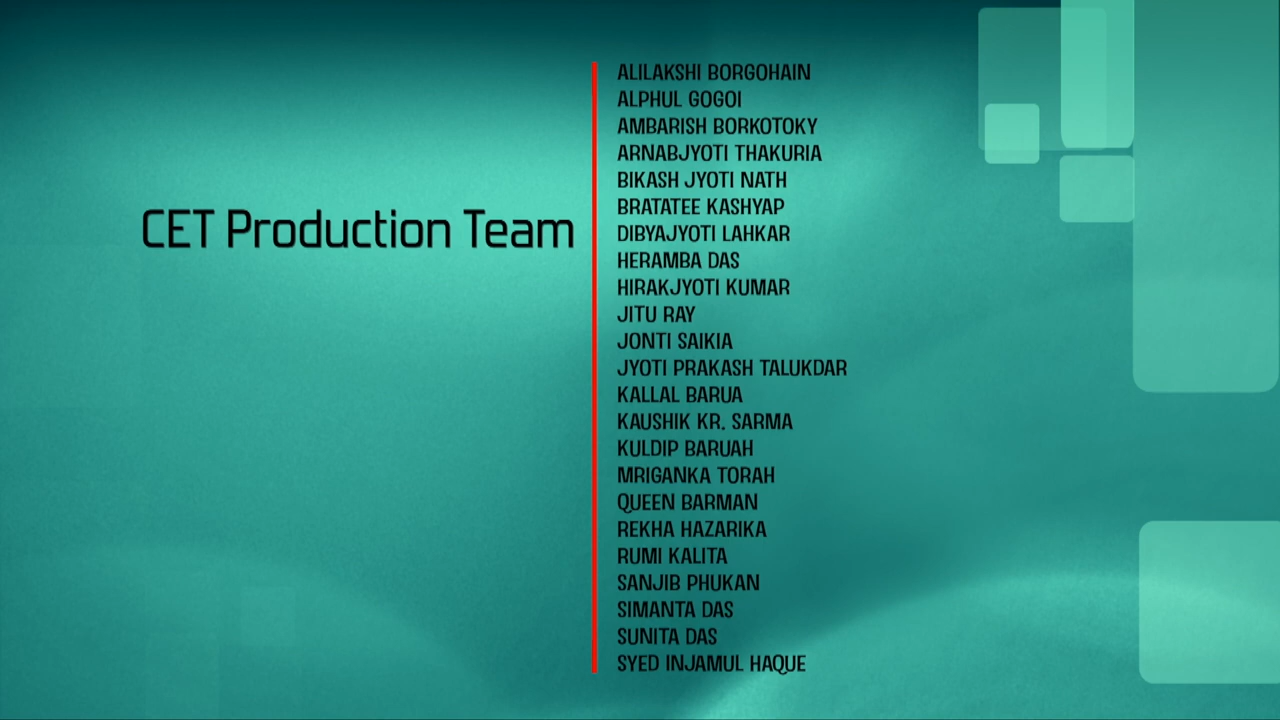 CET Production Team
ALILAKSHI BORGOHAIN
ALPHUL GOGOI
AMBARISH BORKOTOKY
ARNABJYOTI THAKURIA
BIKASH JYOTI NATH
BRATATEE KASHYAP
DIBYAJYOTI LAHKAR
HERAMBA DAS
HIRAKJYOTI KUMAR
JITU RAY
JONTI SAIKIA
JYOTI PRAKASH TALUKDAR
KALLAL BARUA
KAUSHIK KR. SARMA
KULDIP BARUAH
MRIGANKA TORAH
QUEEN BARMAN
REKHA HAZARIKA
RUMI KALITA
SANJIB PHUKAN
SIMANTA DAS
SUNITA DAS
SYED INJAMUL HAQUE